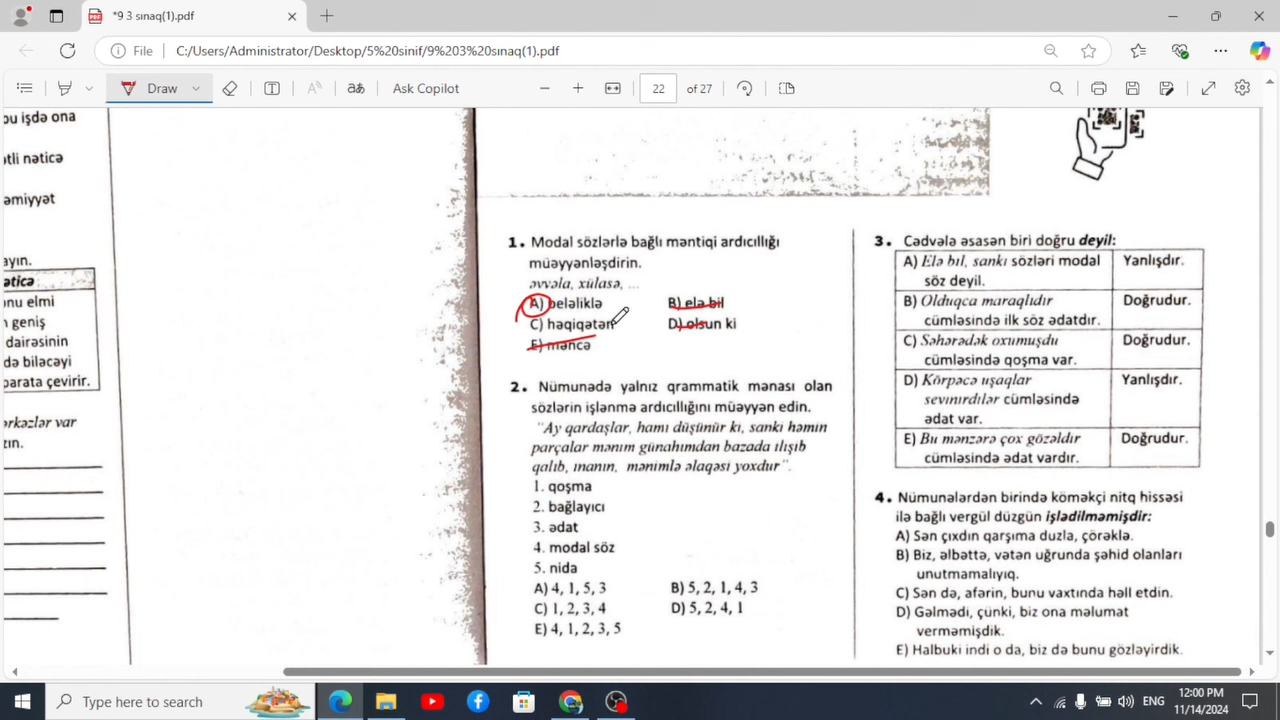 *9 3 sınaq(1).pdf
File
C:/Users/Administrator/Desktop/5%20sinif/9%203%20sınaq(1).pdf
Draw
aあ
Ask Copilot
22
of 27
bu işdə ona
ətli nəticə
əmiyyət
ayın.
əticə
onu elmi
n geniş
dairəsinin
də biləcəyi
parata çevirir.
ərkəzlər var
zın.
1. Modal sözlərlə bağlı məntiqi ardıcıllığı
müəyyənləşdirin.
əvvəla, xülasə, ...
A) beləliklə
B) elə bil
C) həqiqətən
D) olsun ki
E) məncə
2. Nümunədə yalnız qrammatik mənası olan
sözlərin işlənmə ardıcıllığını müəyyən edin.
"Ay qardaşlar, hamı düşünür ki, sanki həmin
parçalar mənim günahımdan bazada ilişib
qalıb, inanın, mənimlə əlaqəsi yoxdur".
1. qoşma
2. bağlayıcı
3. ədat
4. modal söz
5. nida
A) 4, 1, 5, 3
B) 5, 2, 1, 4, 3
C) 1, 2, 3, 4
D) 5, 2, 4, 1
E) 4, 1, 2, 3, 5
3. Cədvələ əsasən biri doğru deyil:
A) Elə bil, sanki sözləri modal
söz deyil.
Yanlışdır.
B) Olduqca maraqlıdır
cümləsində ilk söz ədatdır.
Doğrudur.
C) Səhərədək oxumuşdu
cümləsində qoşma var.
Doğrudur.
D) Körpəcə uşaqlar
sevinirdilər cümləsində
ədat var.
Yanlışdır.
E) Bu mənzərə çox gözəldir
cümləsində ədat vardır.
Doğrudur.
4. Nümunələrdən birində köməkçi nitq hissəsi
ilə bağlı vergül düzgün işlədilməmişdir:
A) Sən çıxdın qarşıma duzla, çörəklə.
B) Biz, əlbəttə, vətən uğrunda şəhid olanları
unutmamalıyıq.
C) Sən də, afərin, bunu vaxtında həll etdin.
D) Gəlmədi, çünki, biz ona məlumat
verməmişdik.
E) Halbuki indi o da, biz də bunu gözləyirdik.
Type here to search
ENG
12:00 PM
11/14/2024